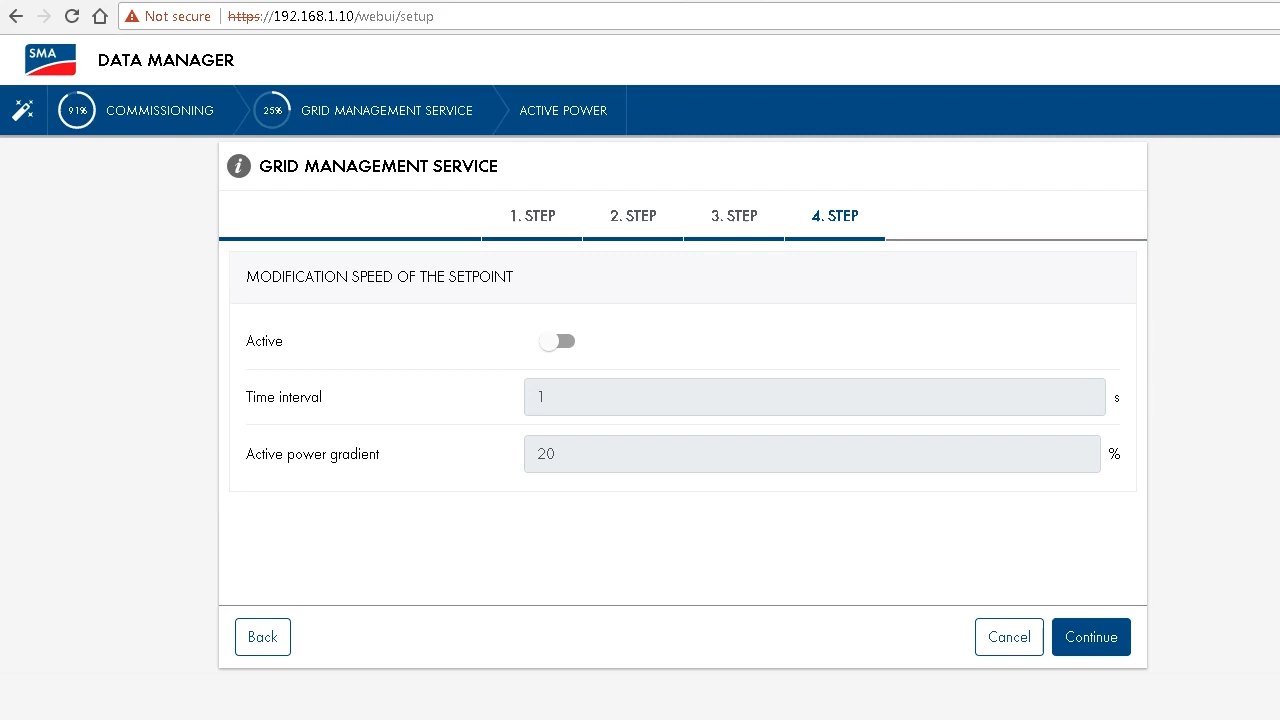 Not secure https://192.168.1.10/webui/setup
SMA DATA MANAGER
91% COMMISSIONING 25% GRID MANAGEMENT SERVICE ACTIVE POWER
i GRID MANAGEMENT SERVICE
1. STEP 2. STEP 3. STEP 4. STEP
MODIFICATION SPEED OF THE SETPOINT
Active
Time interval 1 s
Active power gradient 20 %
Back Cancel Continue